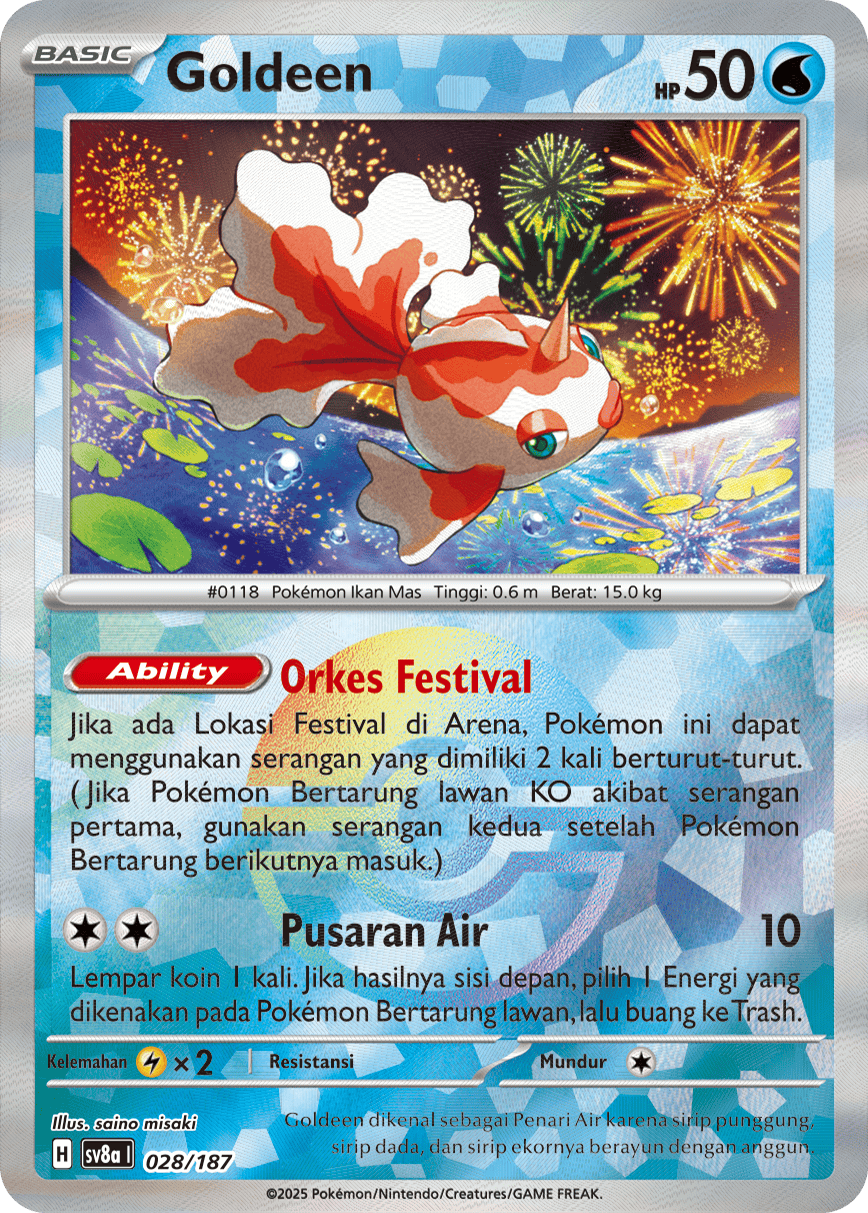 BASIC Goldeen HP 50
#0118 Pokémon Ikan Mas Tinggi: 0.6 m Berat: 15.0 kg
Ability Orkes Festival
Jika ada Lokasi Festival di Arena, Pokémon ini dapat
menggunakan serangan yang dimiliki 2 kali berturut-turut.
(Jika Pokémon Bertarung lawan KO akibat serangan
pertama, gunakan serangan kedua setelah Pokémon
Bertarung berikutnya masuk.)
Pusaran Air 10
Lempar koin 1 kali. Jika hasilnya sisi depan, pilih 1 Energi yang
dikenakan pada Pokémon Bertarung lawan, lalu buang ke Trash.
Kelemahan ×2 Resistansi Mundur
Illus. saino misaki
Goldeen dikenal sebagai Penari Air karena sirip punggung,
sirip dada, dan sirip ekornya berayun dengan anggun.
H sv8a I 028/187
©2025 Pokémon/Nintendo/Creatures/GAME FREAK.